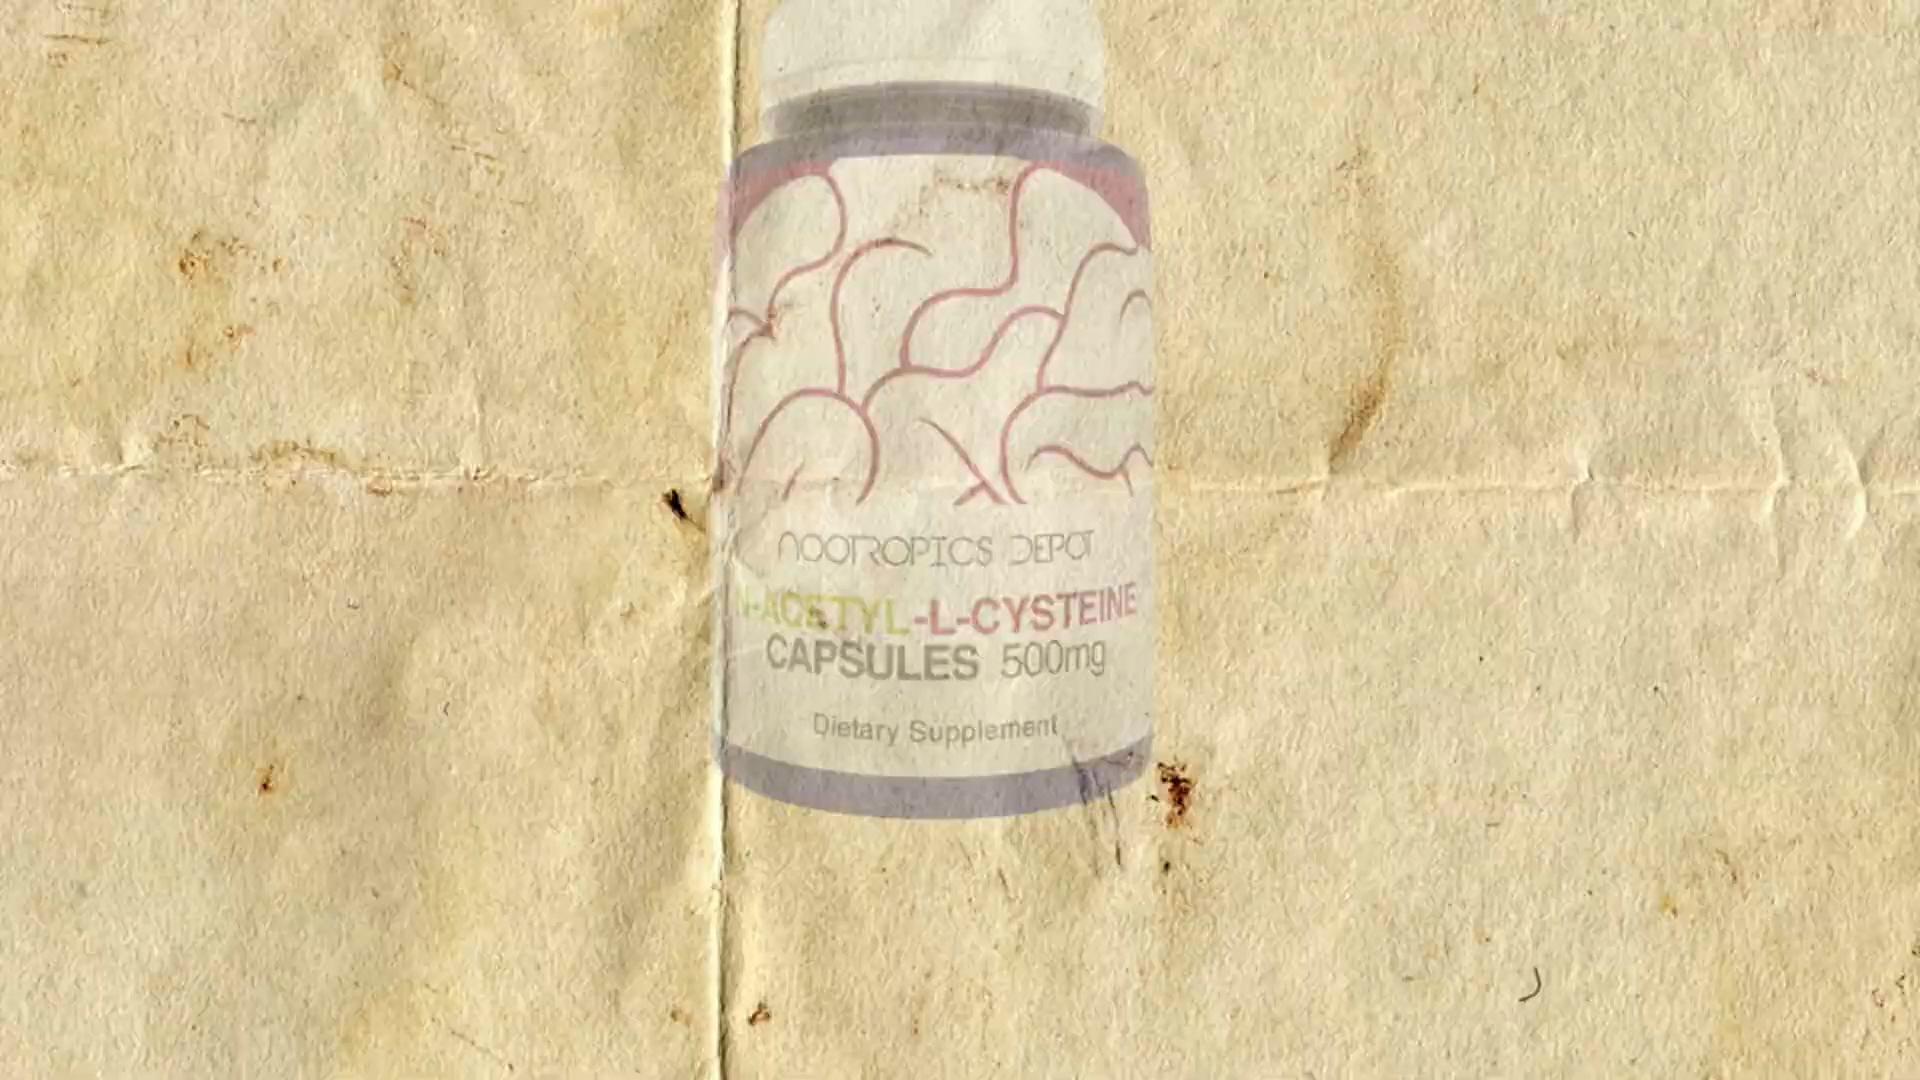 NOOTROPICS DEPOT
N-ACETYL-L-CYSTEINE
CAPSULES 500mg
Dietary Supplement